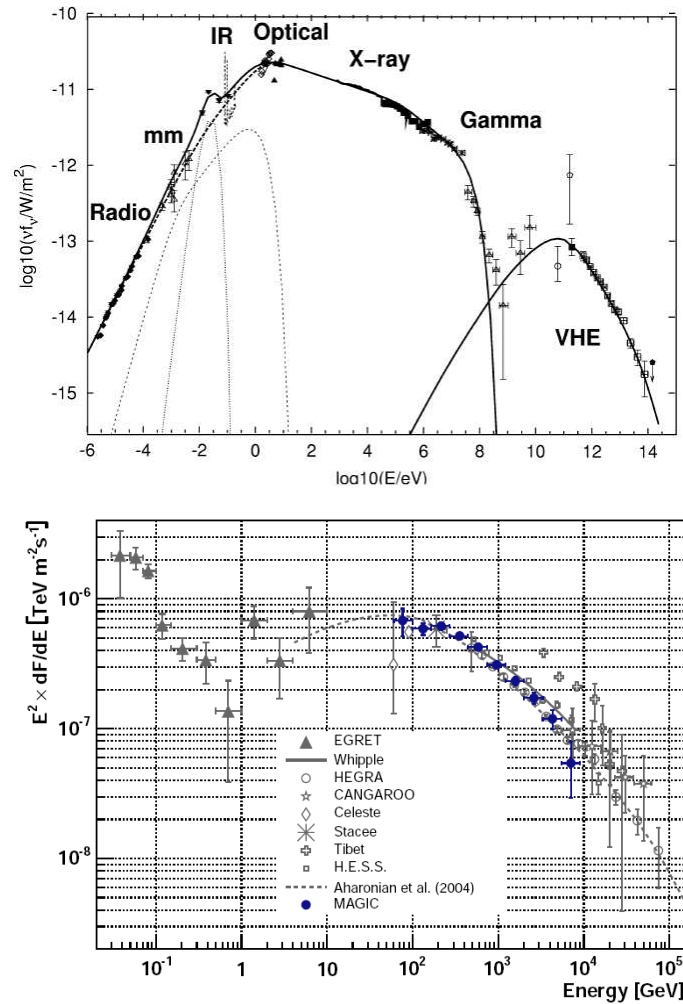 -10
IR
Optical
X-ray
-11
mm
Gamma
-12
Radio
log10(νfν/W/m²)
-13
-14
VHE
-15
-6 -4 -2 0 2 4 6 8 10 12 14
log10(E/eV)
E² × dF/dE [TeV m⁻²s⁻¹]
10⁻⁶
10⁻⁷
EGRET
Whipple
HEGRA
CANGAROO
Celeste
Stacee
Tibet
H.E.S.S.
Aharonian et al. (2004)
MAGIC
10⁻⁸
10⁻¹ 1 10 10² 10³ 10⁴ 10⁵
Energy [GeV]